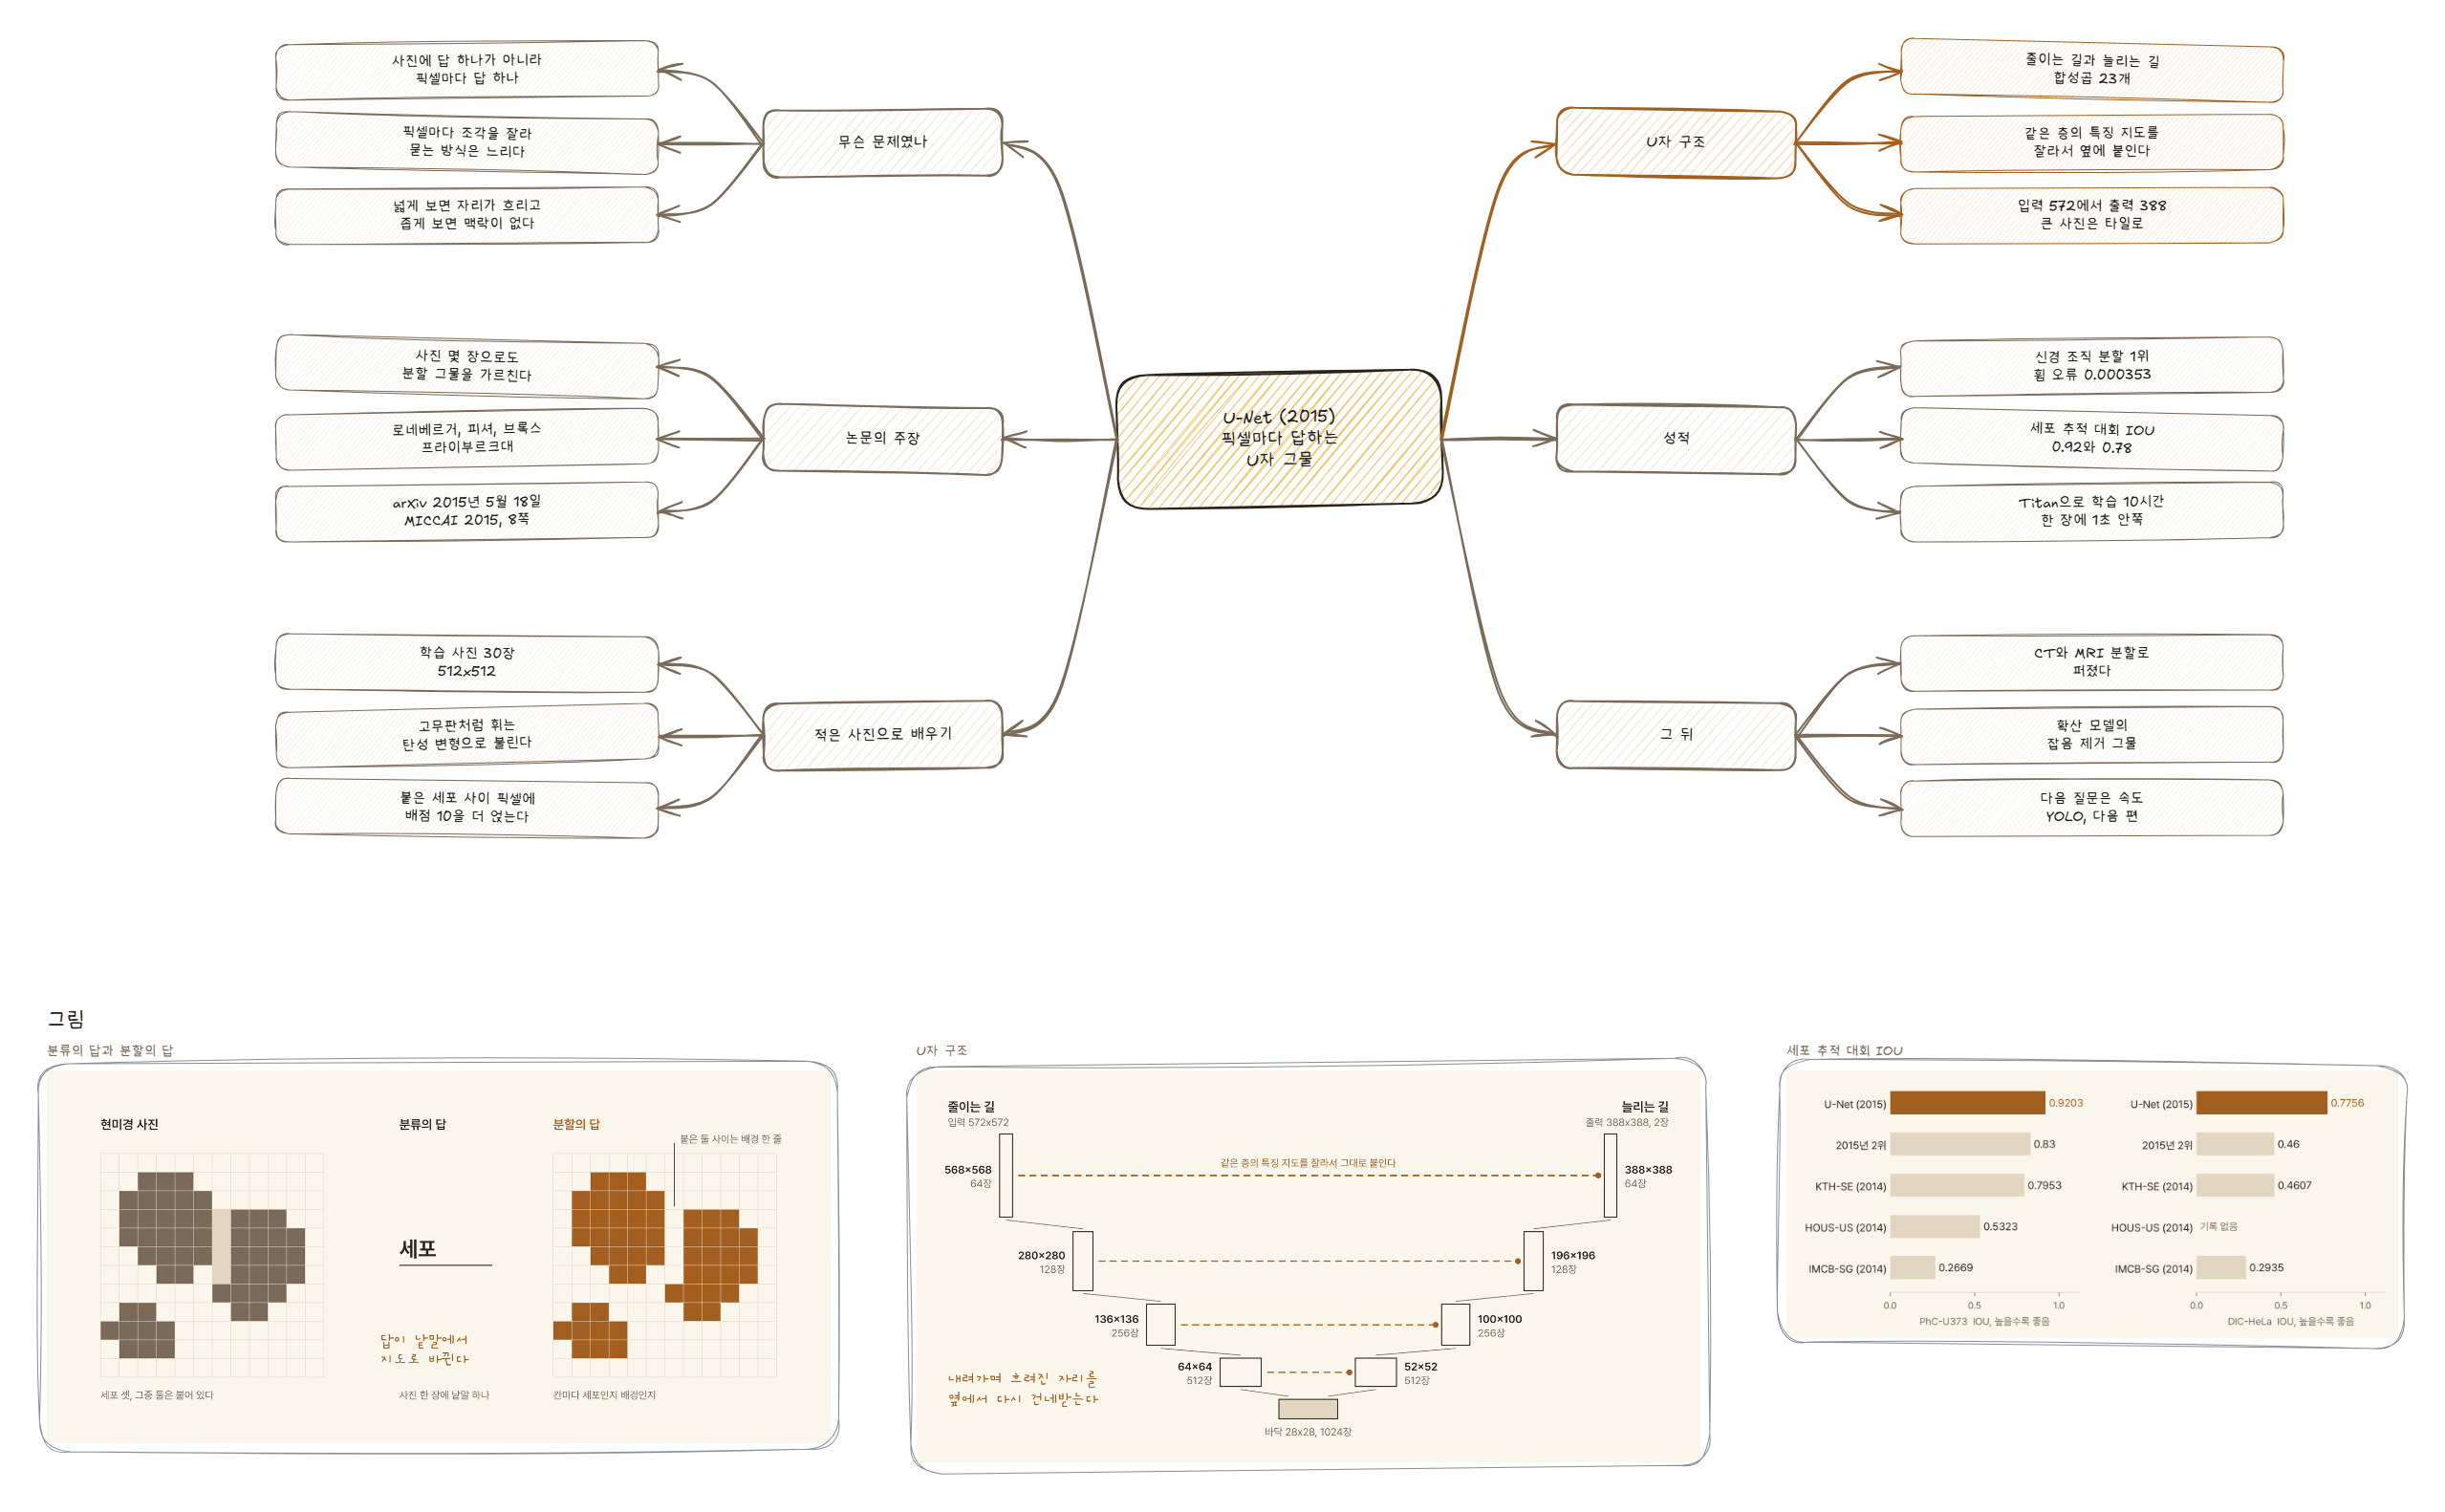 사진에 답 하나가 아니라
픽셀마다 답 하나
픽셀마다 조각을 잘라
묻는 방식은 느리다
넓게 보면 자리가 흐리고
좁게 보면 맥락이 없다
무슨 문제였나
사진 몇 장으로도
분할 그물을 가르친다
로네베르거, 피셔, 브록스
프라이부르크대
arXiv 2015년 5월 18일
MICCAI 2015, 8쪽
논문의 주장
학습 사진 30장
512x512
고무판처럼 휘는
탄성 변형으로 불린다
붙은 세포 사이 픽셀에
배점 10을 더 얹는다
적은 사진으로 배우기
U-Net (2015)
픽셀마다 답하는
U자 그물
U자 구조
줄이는 길과 늘리는 길
합성곱 23개
같은 층의 특징 지도를
잘라서 옆에 붙인다
입력 572에서 출력 388
큰 사진은 타일로
성적
신경 조직 분할 1위
휨 오류 0.000353
세포 추적 대회 IOU
0.92와 0.78
Titan으로 학습 10시간
한 장에 1초 안쪽
그 뒤
CT와 MRI 분할로
퍼졌다
확산 모델의
잡음 제거 그물
다음 질문은 속도
YOLO, 다음 편
그림
분류의 답과 분할의 답
현미경 사진
분류의 답
분할의 답
붙은 둘 사이는 배경 한 줄
세포
답이 낱말에서
지도로 바뀐다
세포 셋, 그중 둘은 붙어 있다
사진 한 장에 낱말 하나
칸마다 세포인지 배경인지
U자 구조
줄이는 길
입력 572x572
늘리는 길
출력 388x388, 2장
같은 층의 특징 지도를 잘라서 그대로 붙인다
568×568
64장
388×388
64장
280×280
128장
196×196
128장
136×136
256장
100×100
256장
64×64
512장
52×52
512장
내려가며 흐려진 자리를
옆에서 다시 건네받는다
바닥 28x28, 1024장
세포 추적 대회 IOU
U-Net (2015) 0.9203
2015년 2위 0.83
KTH-SE (2014) 0.7953
HOUS-US (2014) 0.5323
IMCB-SG (2014) 0.2669
0.0 0.5 1.0
PhC-U373 IOU, 높을수록 좋음
U-Net (2015) 0.7756
2015년 2위 0.46
KTH-SE (2014) 0.4607
HOUS-US (2014) 기록 없음
IMCB-SG (2014) 0.2935
0.0 0.5 1.0
DIC-HeLa IOU, 높을수록 좋음